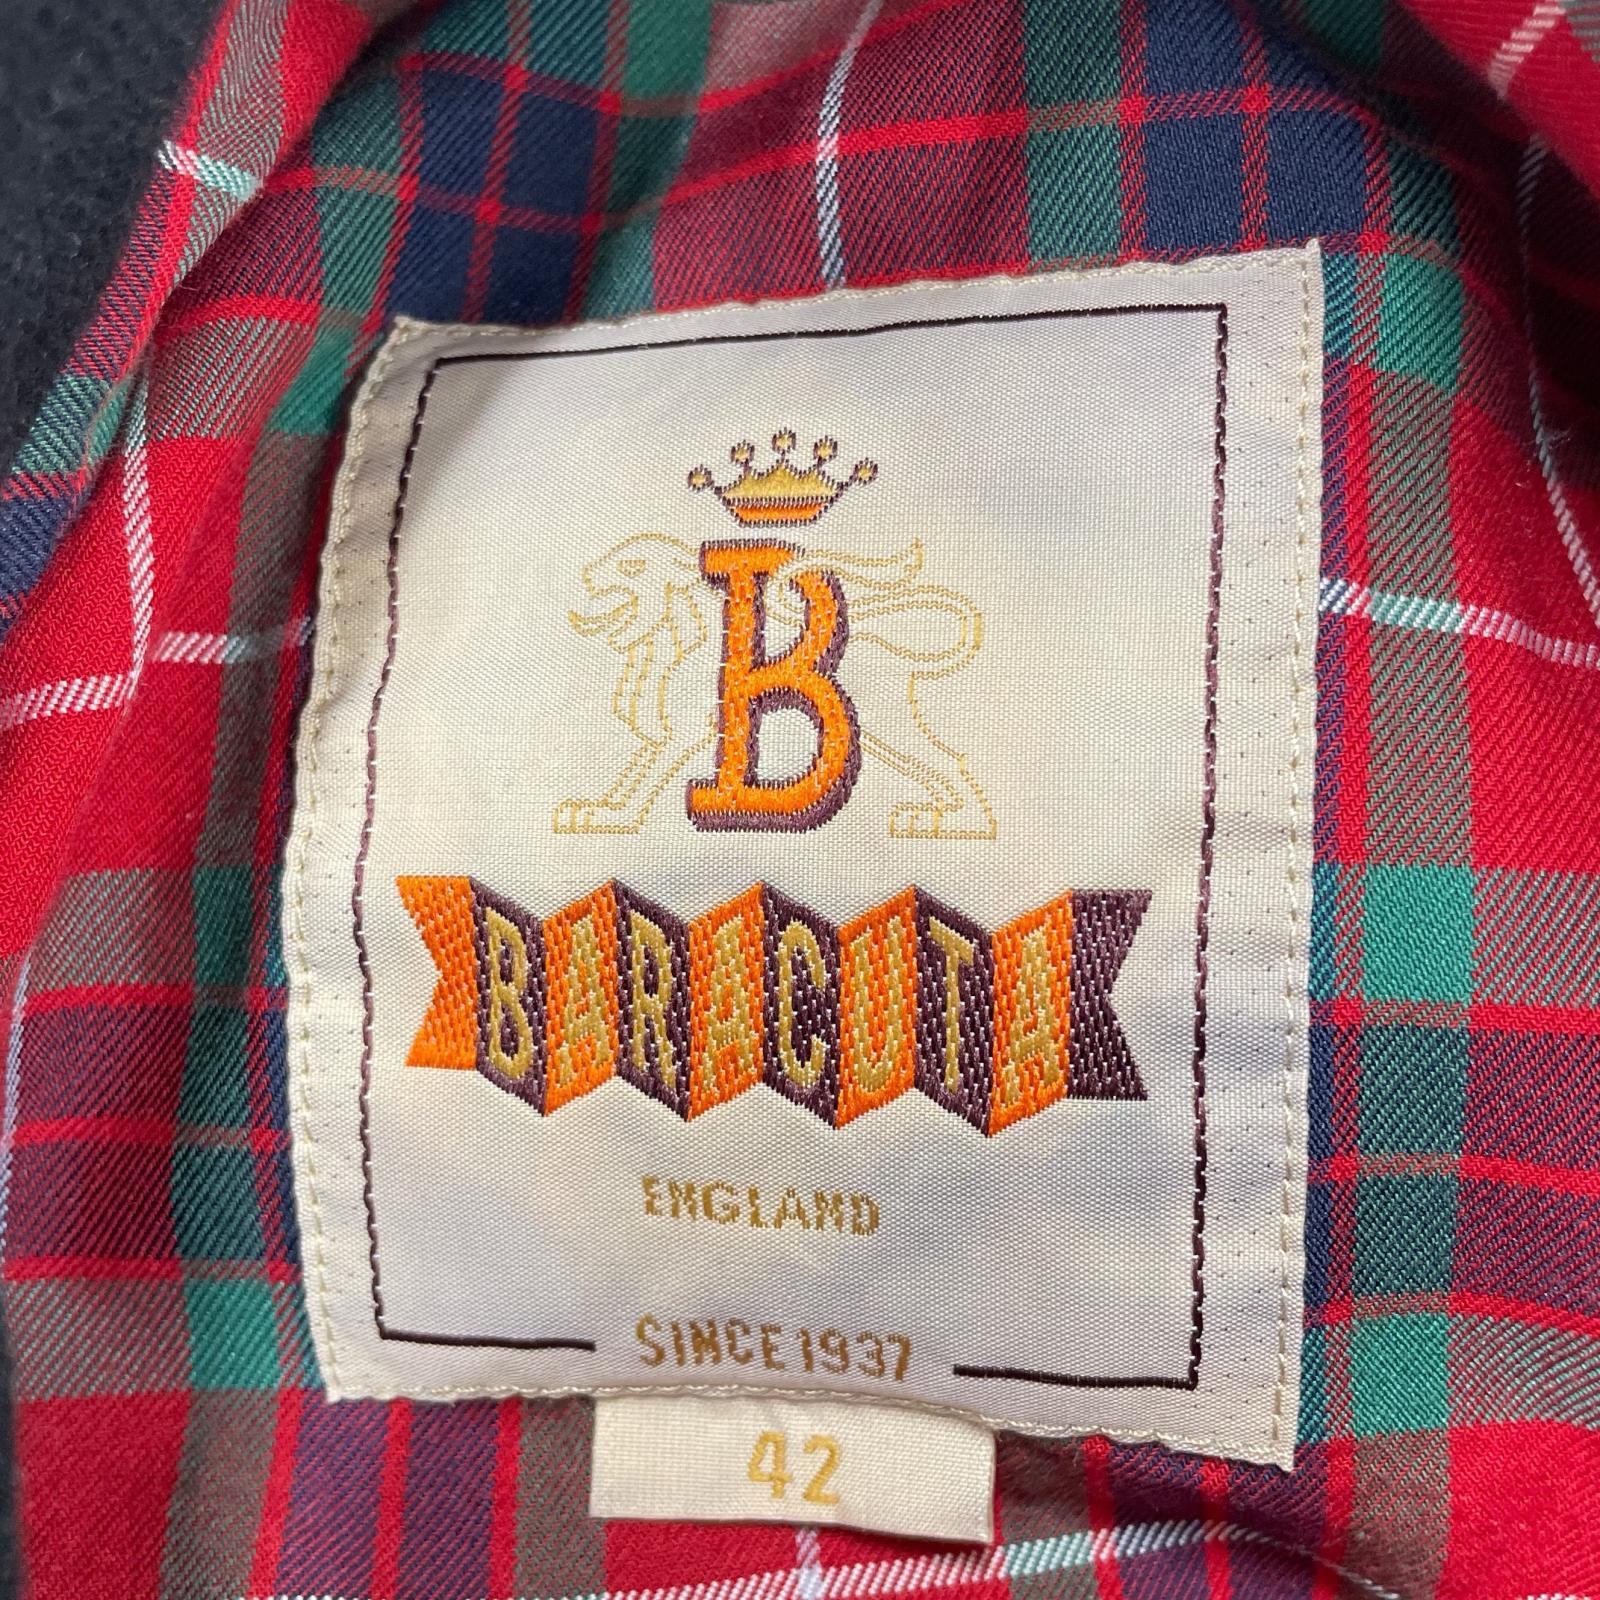 B
BARACUTA
ENGLAND
SINCE 1937
42